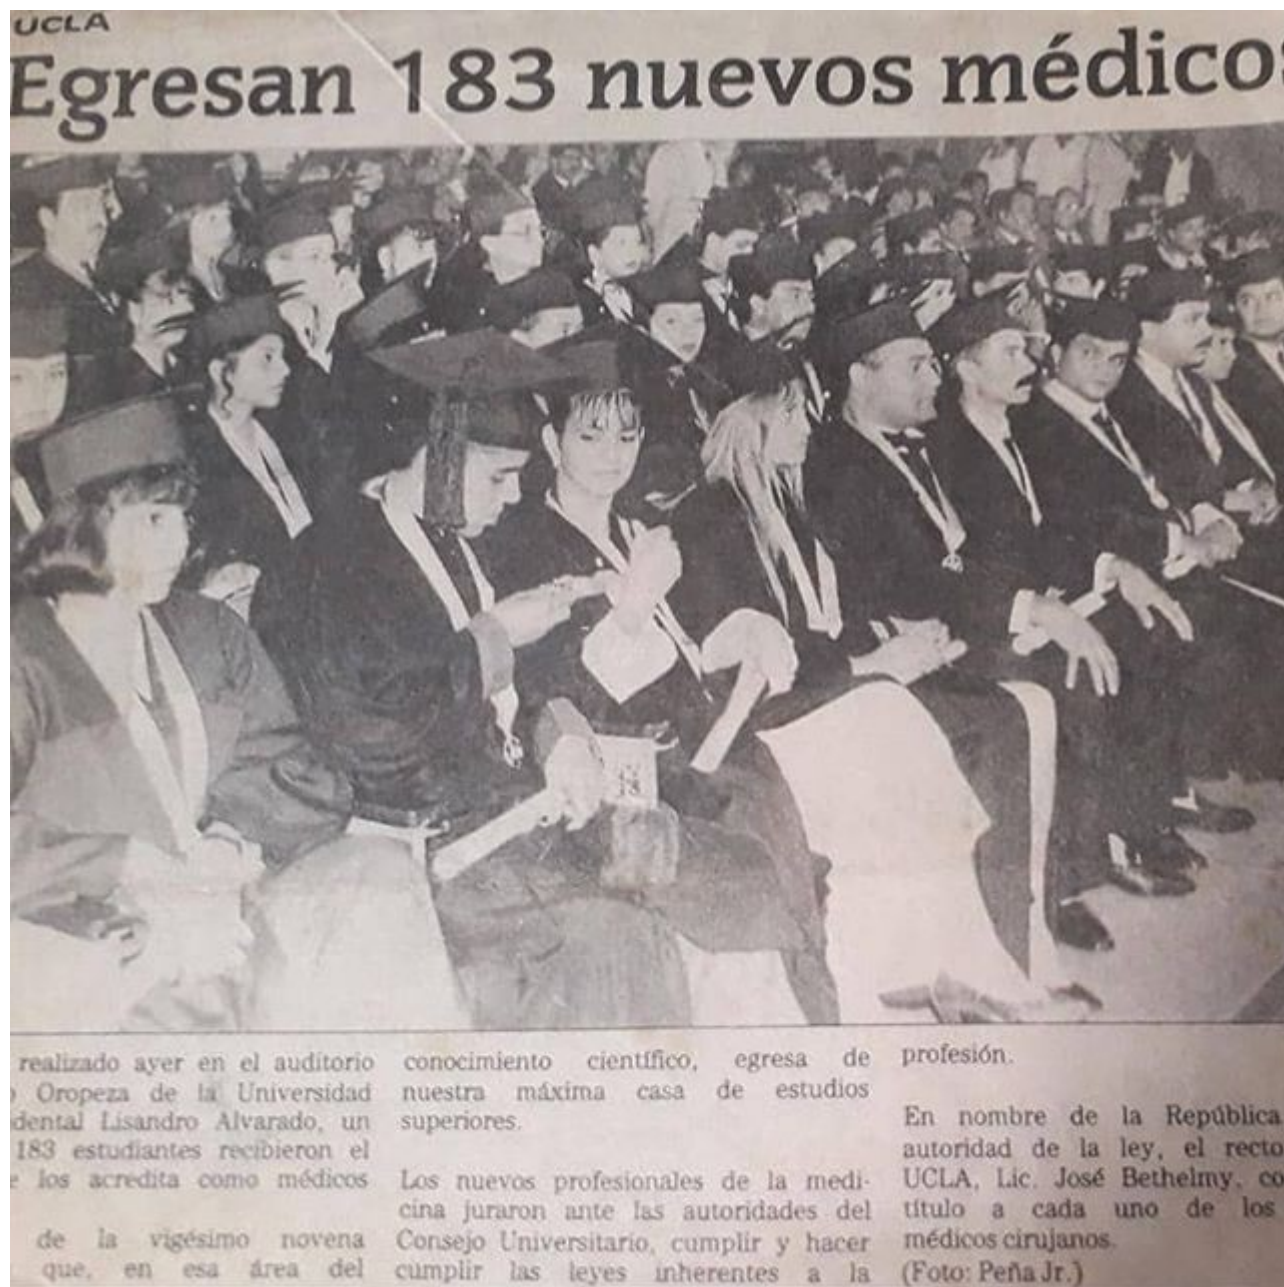 UCLA
Egresan 183 nuevos médicos
realizado ayer en el auditorio
Oropeza de la Universidad
dental Lisandro Alvarado, un
183 estudiantes recibieron el
los acredita como médicos
de la vigésimo novena
que, en esa área del
conocimiento científico, egresa de
nuestra máxima casa de estudios
superiores.
Los nuevos profesionales de la medi-
cina juraron ante las autoridades del
Consejo Universitario, cumplir y hacer
cumplir las leyes inherentes a la
profesión.
En nombre de la República
autoridad de la ley, el recto
UCLA, Lic. José Bethelmy, co
título a cada uno de los
médicos cirujanos.
(Foto: Peña Jr.)